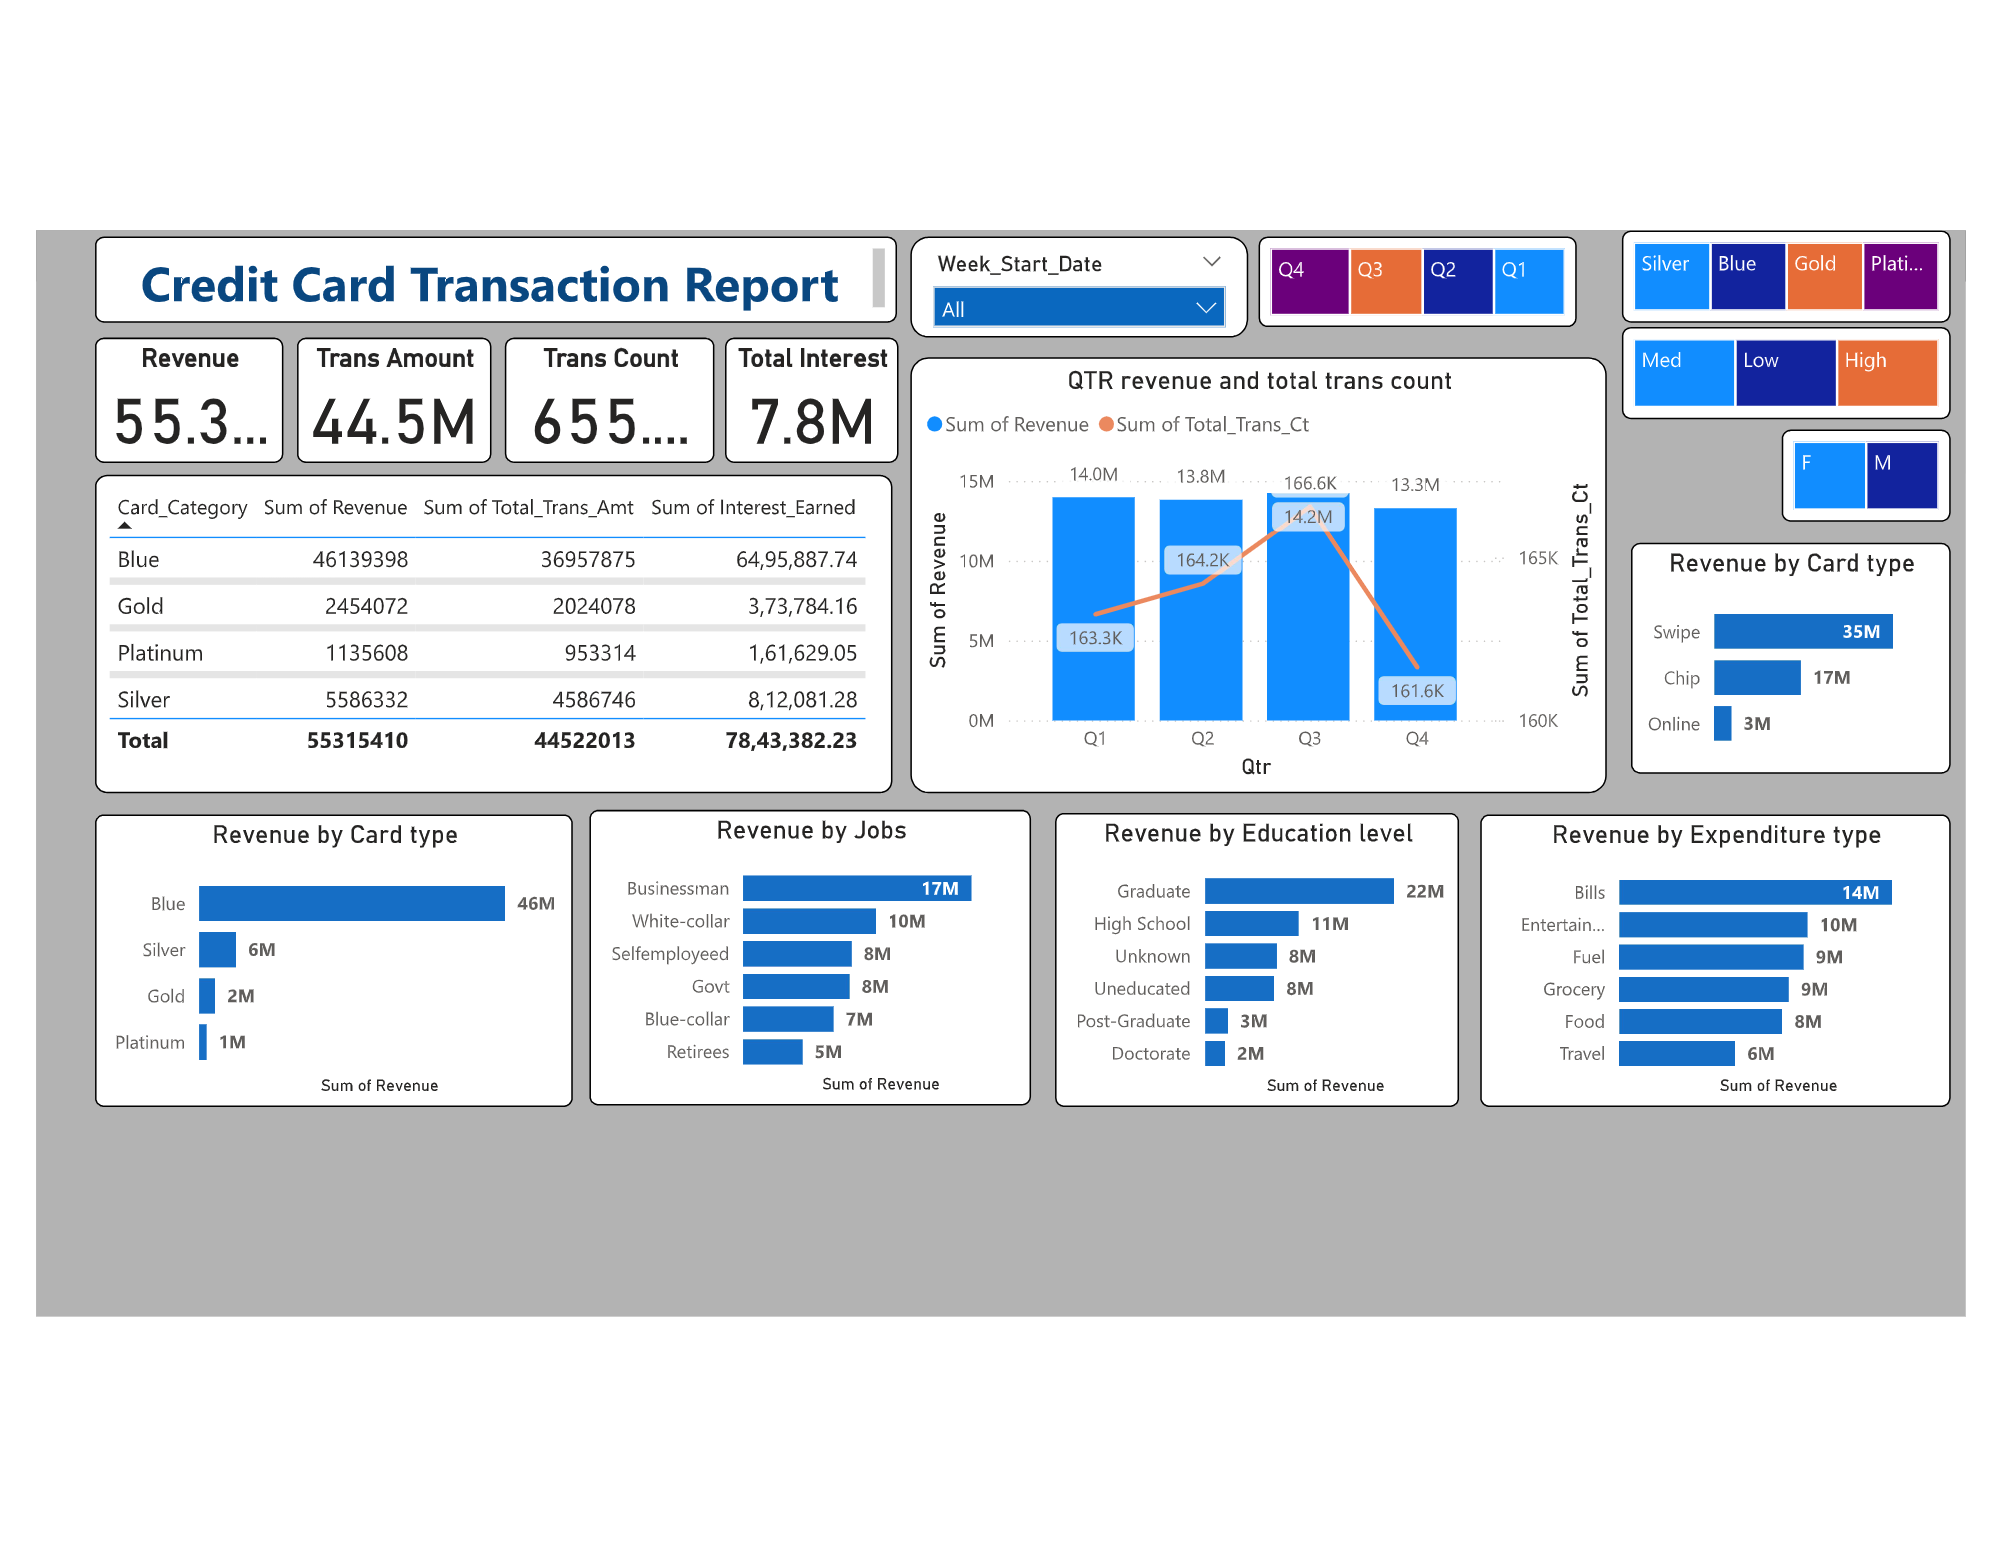 Credit Card Transaction Report
Week_Start_Date
All
Q4 Q3 Q2 Q1
Silver Blue Gold Plati...
Med Low High
F M
Revenue
55.3...
Trans Amount
44.5M
Trans Count
655....
Total Interest
7.8M
Card_Category Sum of Revenue Sum of Total_Trans_Amt Sum of Interest_Earned
Blue 46139398 36957875 64,95,887.74
Gold 2454072 2024078 3,73,784.16
Platinum 1135608 953314 1,61,629.05
Silver 5586332 4586746 8,12,081.28
Total 55315410 44522013 78,43,382.23
QTR revenue and total trans count
Sum of Revenue Sum of Total_Trans_Ct
Sum of Revenue
15M
10M
5M
0M
14.0M
13.8M
166.6K
14.2M
13.3M
164.2K
163.3K
161.6K
165K
160K
Sum of Total_Trans_Ct
Q1 Q2 Q3 Q4
Qtr
Revenue by Card type
Swipe 35M
Chip 17M
Online 3M
Revenue by Card type
Blue 46M
Silver 6M
Gold 2M
Platinum 1M
Sum of Revenue
Revenue by Jobs
Businessman 17M
White-collar 10M
Selfemployeed 8M
Govt 8M
Blue-collar 7M
Retirees 5M
Sum of Revenue
Revenue by Education level
Graduate 22M
High School 11M
Unknown 8M
Uneducated 8M
Post-Graduate 3M
Doctorate 2M
Sum of Revenue
Revenue by Expenditure type
Bills 14M
Entertain... 10M
Fuel 9M
Grocery 9M
Food 8M
Travel 6M
Sum of Revenue